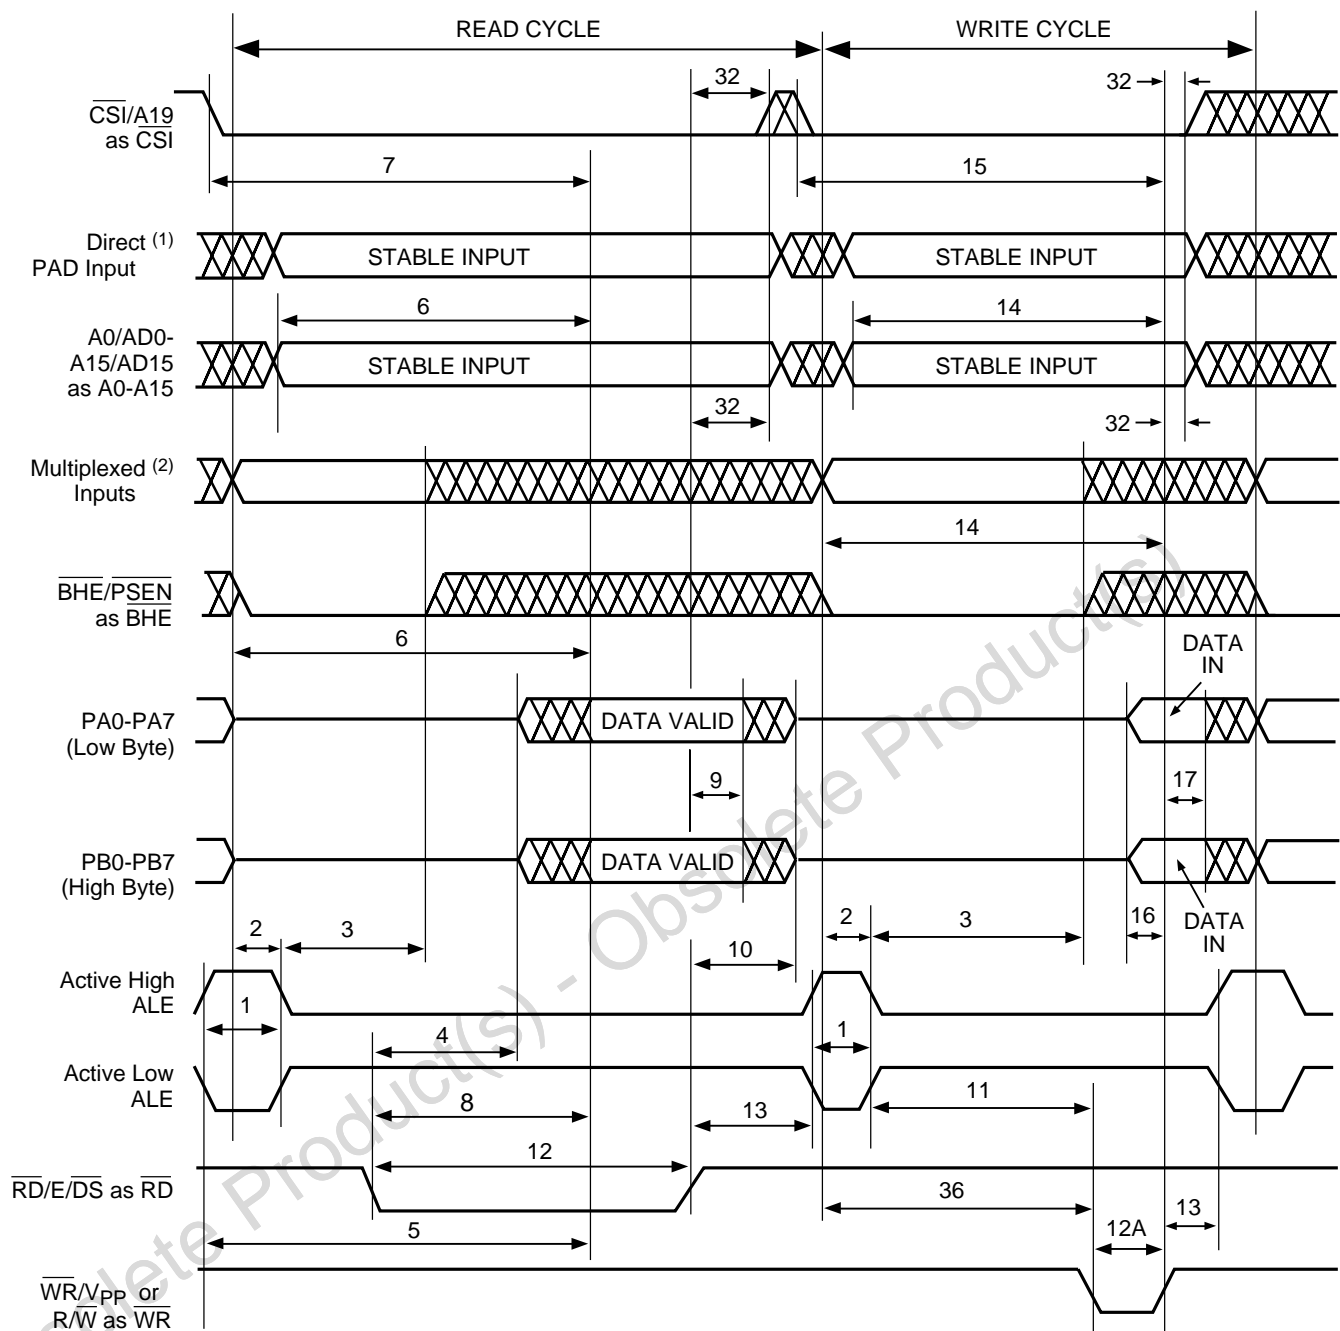 READ CYCLE
WRITE CYCLE
32
32
CSI/A19
as CSI
7
15
Direct (1)
PAD Input
STABLE INPUT
STABLE INPUT
6
14
A0/AD0-
A15/AD15
as A0-A15
STABLE INPUT
STABLE INPUT
32
32
Multiplexed (2)
Inputs
14
BHE/PSEN
as BHE
6
DATA
IN
PA0-PA7
(Low Byte)
DATA VALID
9
17
PB0-PB7
(High Byte)
DATA VALID
DATA
IN
2
3
10
2
3
16
Active High
ALE
1
4
1
Active Low
ALE
8
11
13
12
RD/E/DS as RD
36
13
5
12A
WR/VPP or
R/W as WR
Obsolete Product(s) - Obsolete Product(s)